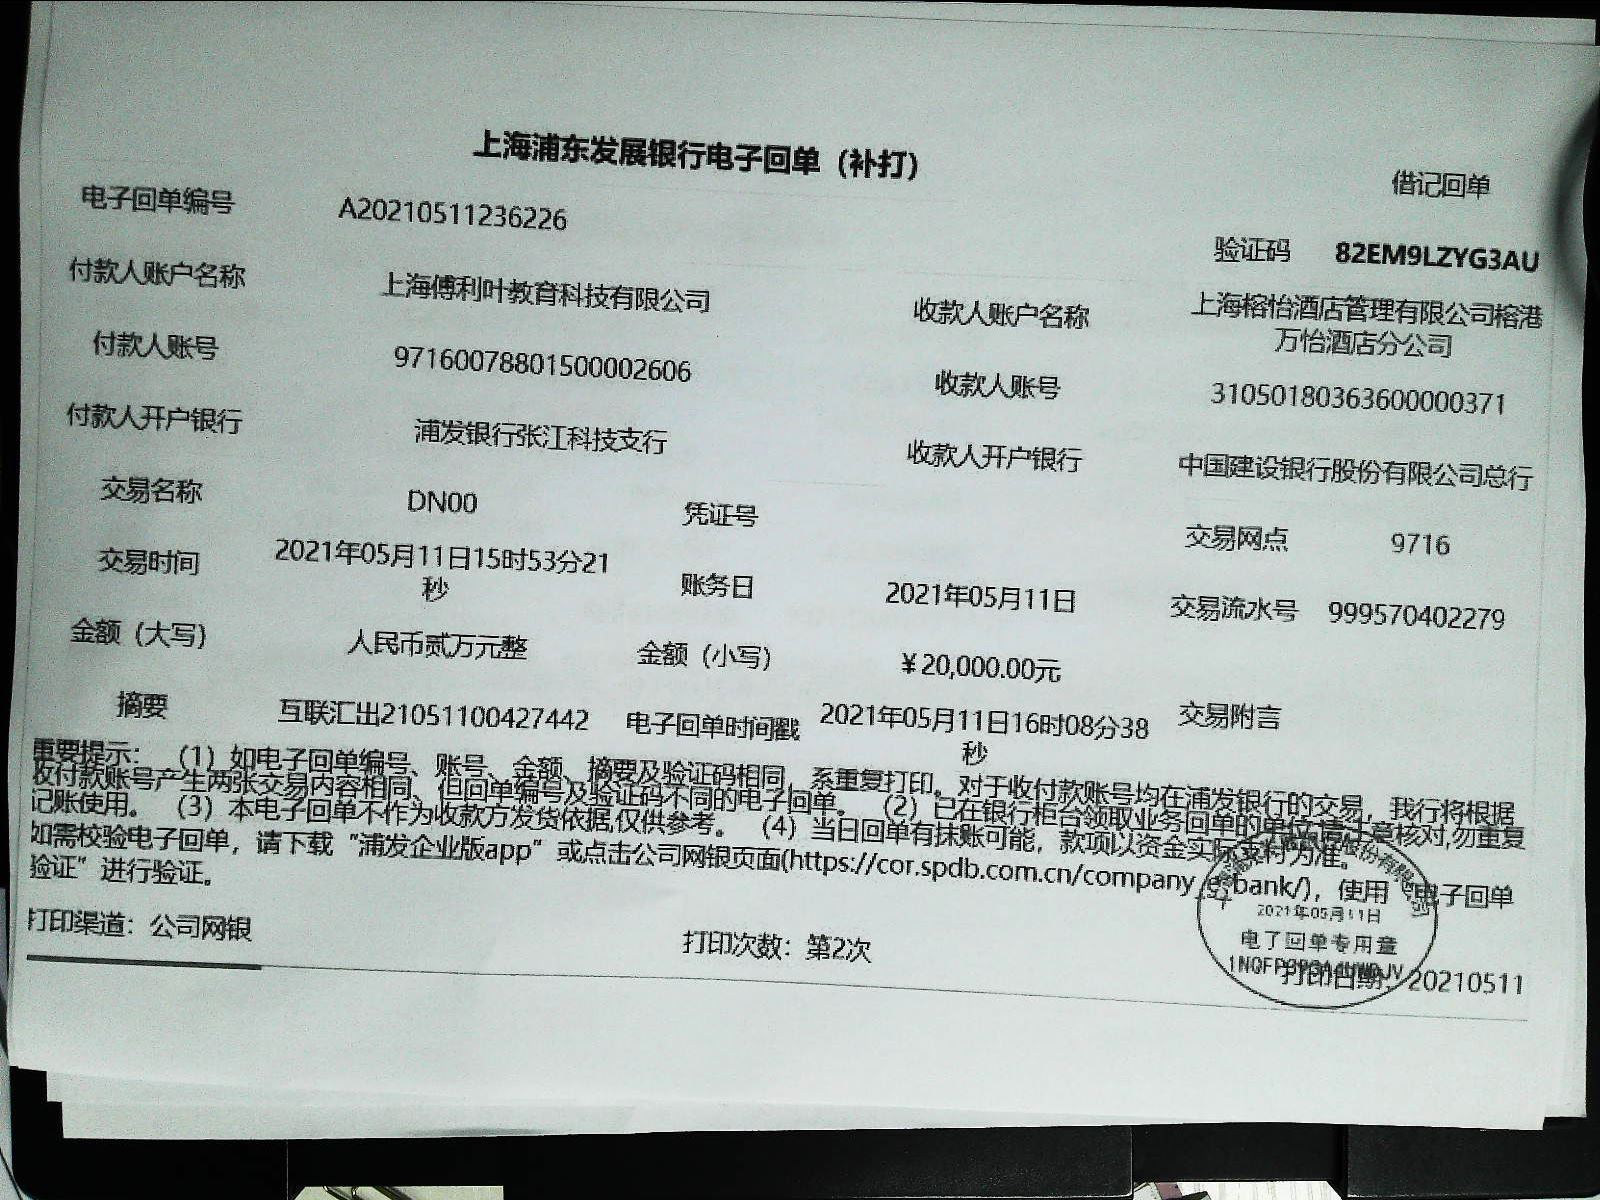 上海浦东发展银行电子回单（补打）
借记回单
电子回单编号 A20210511236226
验证码 82EM9LZYG3AU
付款人账户名称 上海傅利叶教育科技有限公司 收款人账户名称 上海榕怡酒店管理有限公司榕港
万怡酒店分公司
付款人账号 97160078801500002606 收款人账号 31050180363600000371
付款人开户银行 浦发银行张江科技支行 收款人开户银行 中国建设银行股份有限公司总行
交易名称 DN00 凭证号 交易网点 9716
交易时间 2021年05月11日15时53分21
秒
账务日 2021年05月11日 交易流水号 999570402279
金额（大写） 人民币贰万元整 金额（小写） ￥20,000.00元
摘要 互联汇出21051100427442 电子回单时间戳 2021年05月11日16时08分38
秒
交易附言
重要提示： （1）如电子回单编号、账号、金额、摘要及验证码相同，系重复打印。对于收付款账号均在浦发银行的交易，我行将根据
收付款账号产生两张交易内容相同、但回单编号及验证码不同的电子回单。 （2）已在银行柜台领取业务回单的单位,请注意核对,勿重复
记账使用。 （3）本电子回单不作为收款方发货依据,仅供参考。 （4）当日回单有抹账可能，款项以资金实际支付为准。
如需校验电子回单，请下载“浦发企业版app”或点击公司网银页面(https://cor.spdb.com.cn/company_e_bank/)，使用“电子回单
验证”进行验证。
2021年05月11日
电子回单专用章
打印渠道：公司网银 打印次数：第2次 打印日期：20210511